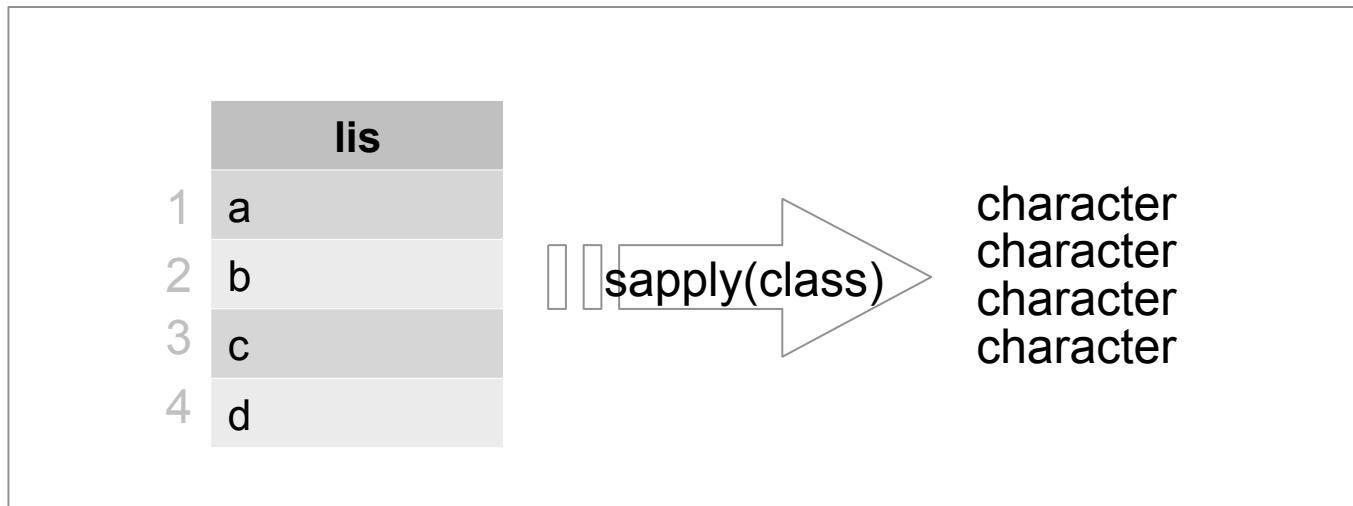 lis
1 a
2 b
3 c
4 d
sapply(class)
character
character
character
character